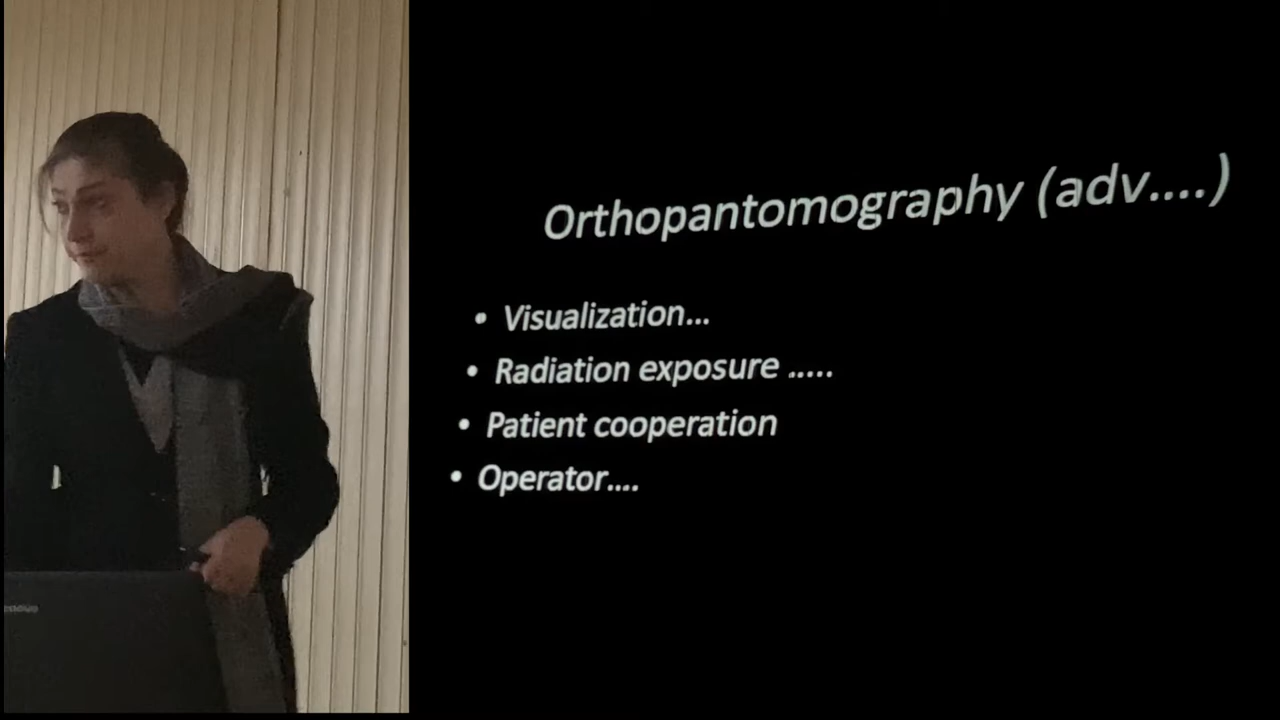 Orthopantomography (adv....)
• Visualization...
• Radiation exposure .....
• Patient cooperation
• Operator....